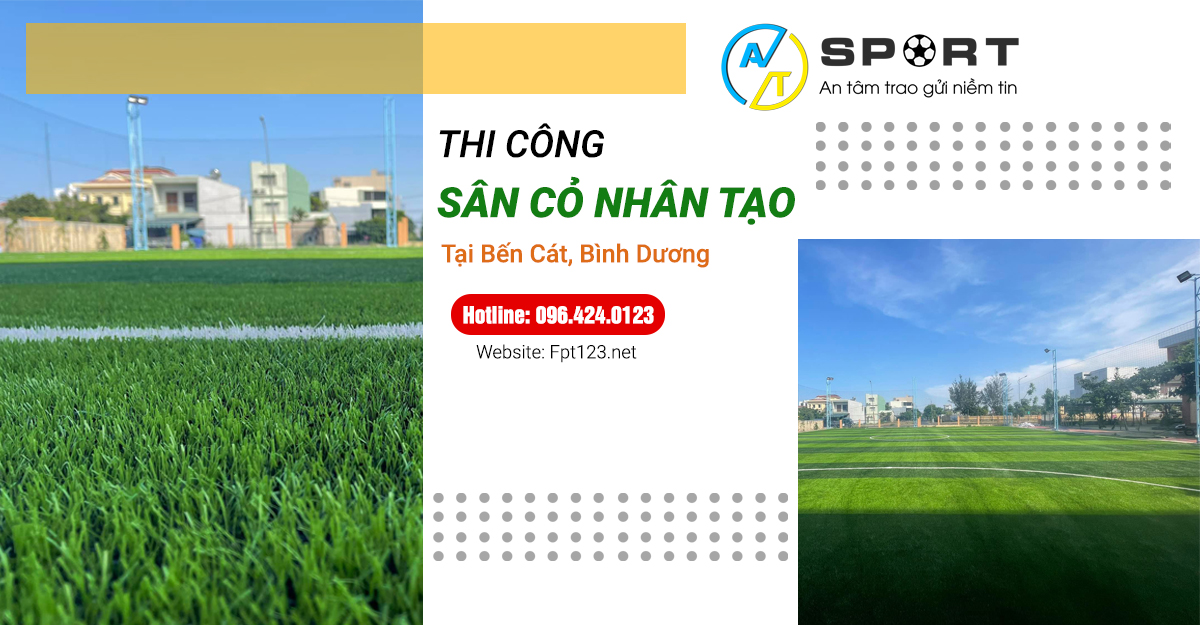 AT SPORT
An tâm trao gửi niềm tin
THI CÔNG
SÂN CỎ NHÂN TẠO
Tại Bến Cát, Bình Dương
Hotline: 096.424.0123
Website: Fpt123.net